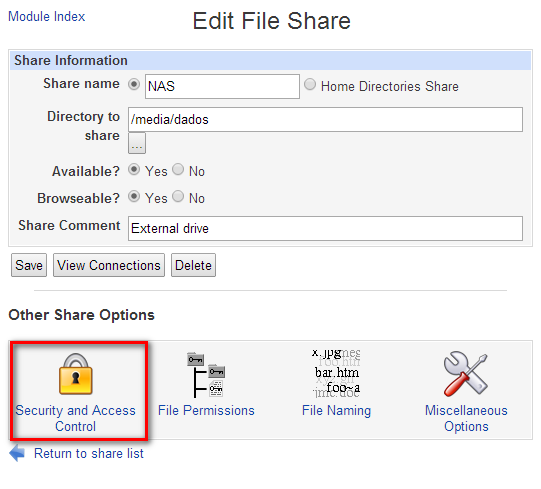 Module Index
Edit File Share
Share Information
Share name NAS Home Directories Share
Directory to share /media/dados
...
Available? Yes No
Browseable? Yes No
Share Comment External drive
Save View Connections Delete
Other Share Options
x.jpg
bar.htm
foo~a
Security and Access Control
File Permissions
File Naming
Miscellaneous Options
Return to share list